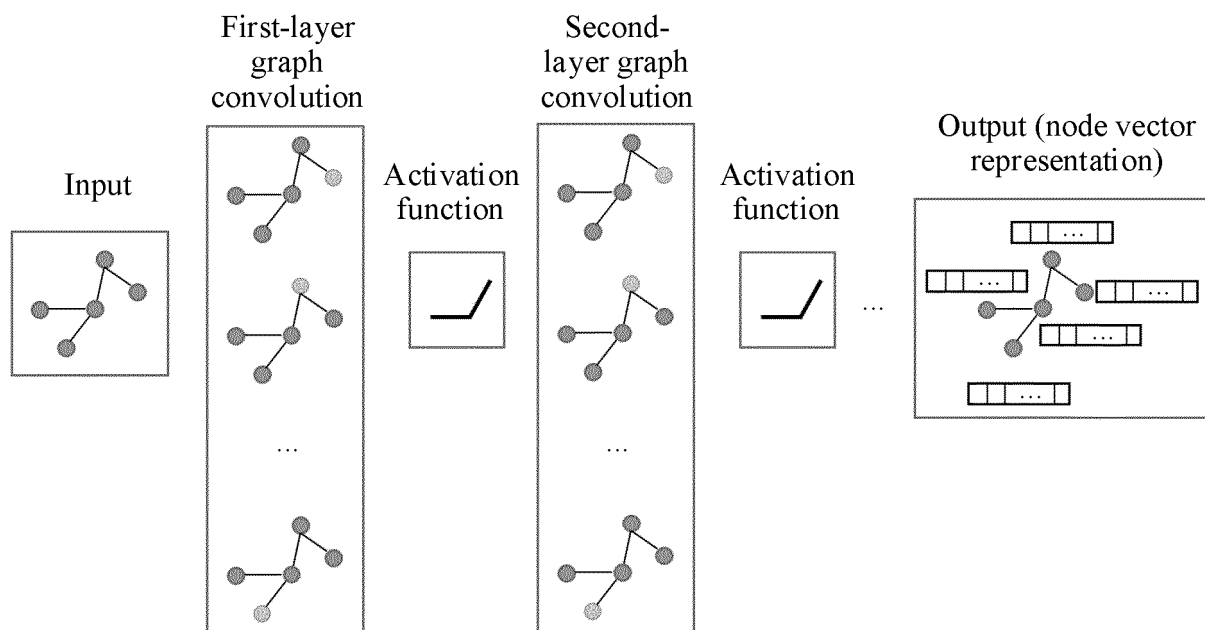 Input
First-layer
graph
convolution
...
Activation
function
Second-
layer graph
convolution
...
Activation
function
...
Output (node vector
representation)
...
...
...
...
...